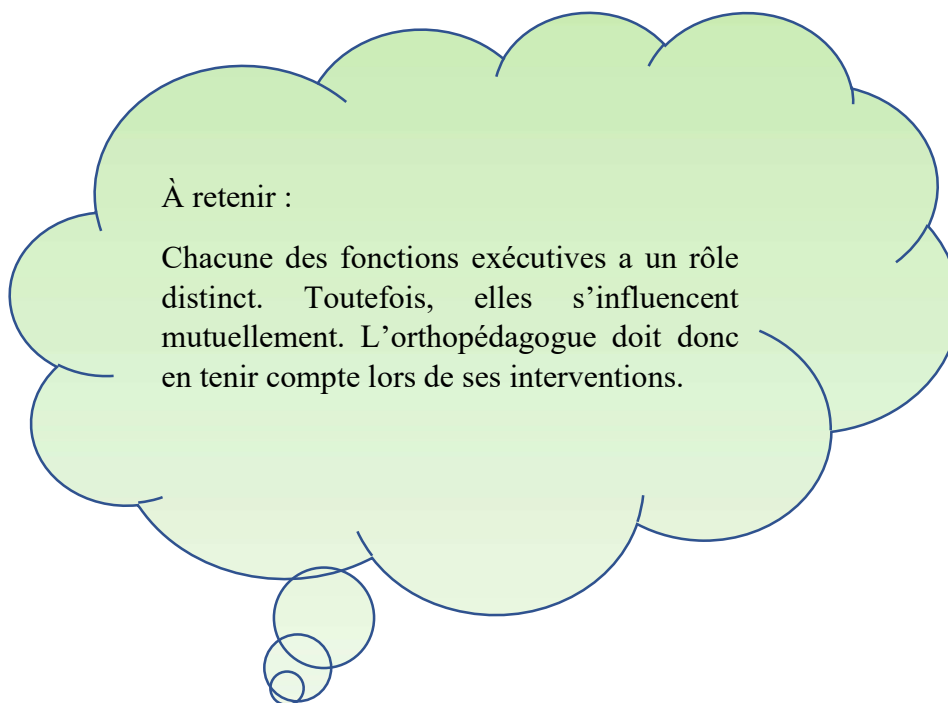 À retenir :
Chacune des fonctions exécutives a un rôle
distinct. Toutefois, elles s’influencent
mutuellement. L’orthopédagogue doit donc
en tenir compte lors de ses interventions.